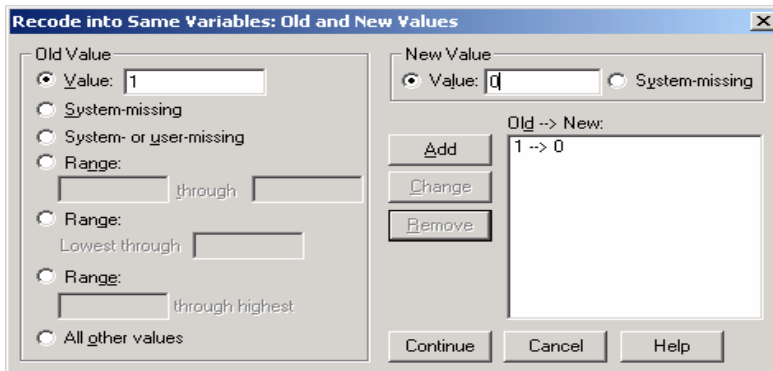 Recode into Same Variables: Old and New Values
Old Value
Value: 1
System-missing
System- or user-missing
Range:
through
Range:
Lowest through
Range:
through highest
All other values
New Value
Value: 0 System-missing
Old --> New:
1 --> 0
Add
Change
Remove
Continue Cancel Help